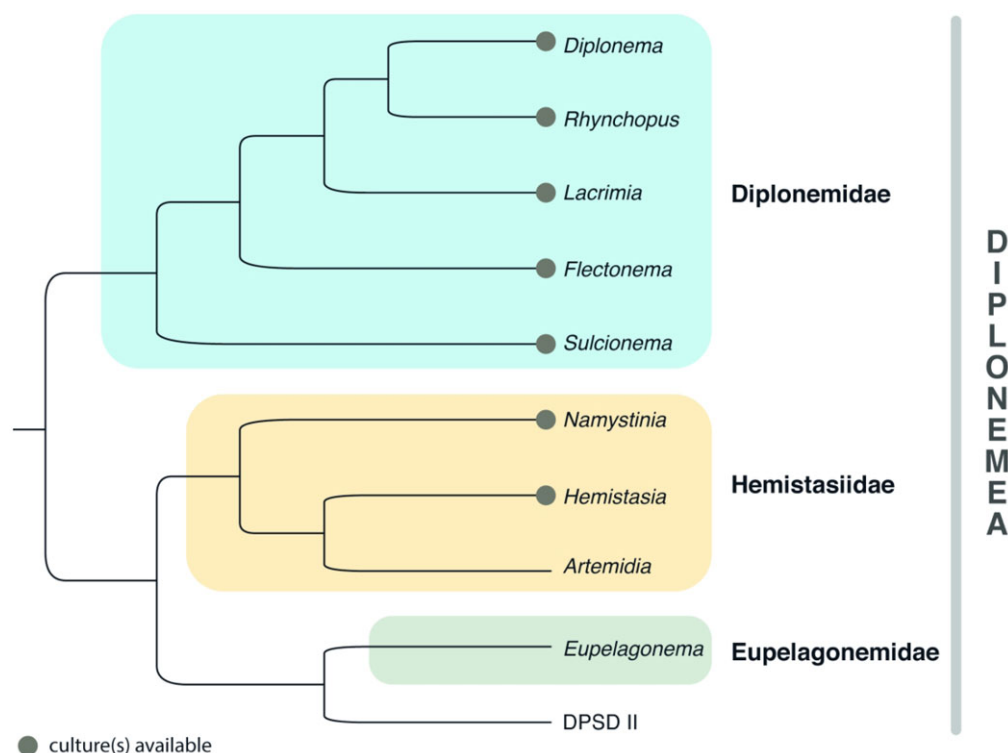 Diplonema
Rhynchopus
Lacrimia
Diplonemidae
Flectonema
Sulcionema
Namystinia
Hemistasia
Hemistasiidae
Artemidia
Eupelagonema
Eupelagonemidae
DPSD II
culture(s) available
DIPLONEMEA